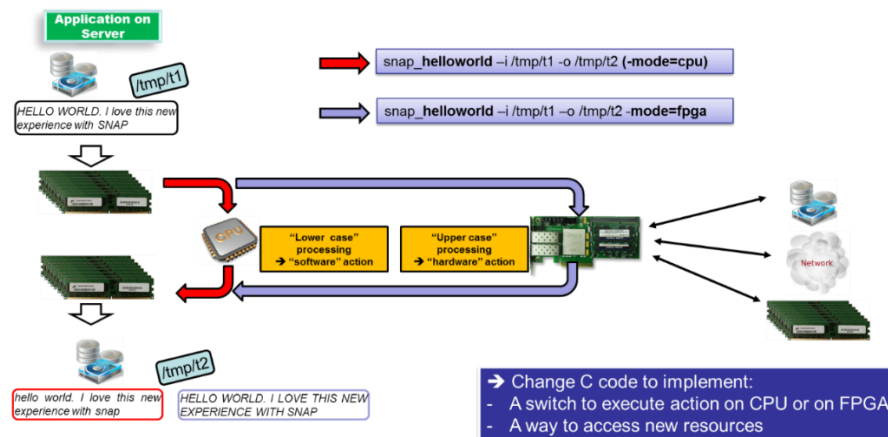 Application on
Server
/tmp/t1
HELLO WORLD. I love this new
experience with SNAP
snap_helloworld –i /tmp/t1 -o /tmp/t2 (-mode=cpu)
snap_helloworld –i /tmp/t1 –o /tmp/t2 -mode=fpga
CPU
"Lower case"
processing
➔ "software" action
"Upper case"
processing
➔ "hardware" action
Network
/tmp/t2
hello world. I love this new
experience with snap
HELLO WORLD. I LOVE THIS NEW
EXPERIENCE WITH SNAP
➔ Change C code to implement:
- A switch to execute action on CPU or on FPGA
- A way to access new resources